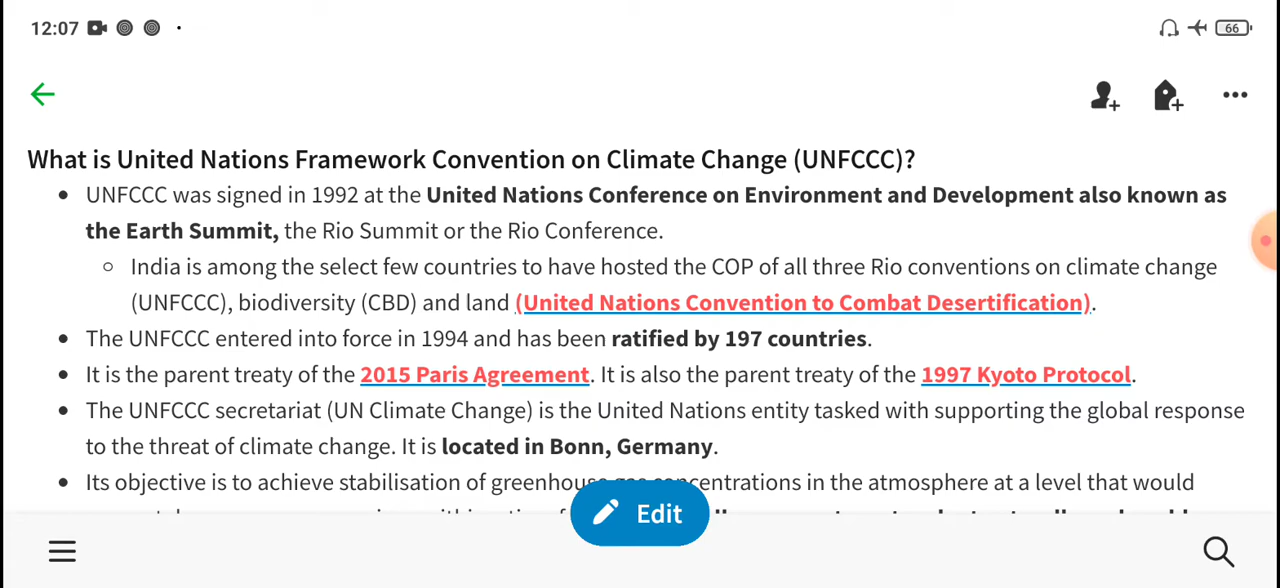 12:07
66
What is United Nations Framework Convention on Climate Change (UNFCCC)?
• UNFCCC was signed in 1992 at the United Nations Conference on Environment and Development also known as
the Earth Summit, the Rio Summit or the Rio Conference.
○ India is among the select few countries to have hosted the COP of all three Rio conventions on climate change
(UNFCCC), biodiversity (CBD) and land (United Nations Convention to Combat Desertification).
• The UNFCCC entered into force in 1994 and has been ratified by 197 countries.
• It is the parent treaty of the 2015 Paris Agreement. It is also the parent treaty of the 1997 Kyoto Protocol.
• The UNFCCC secretariat (UN Climate Change) is the United Nations entity tasked with supporting the global response
to the threat of climate change. It is located in Bonn, Germany.
• Its objective is to achieve stabilisation of greenhouse gas concentrations in the atmosphere at a level that would
Edit